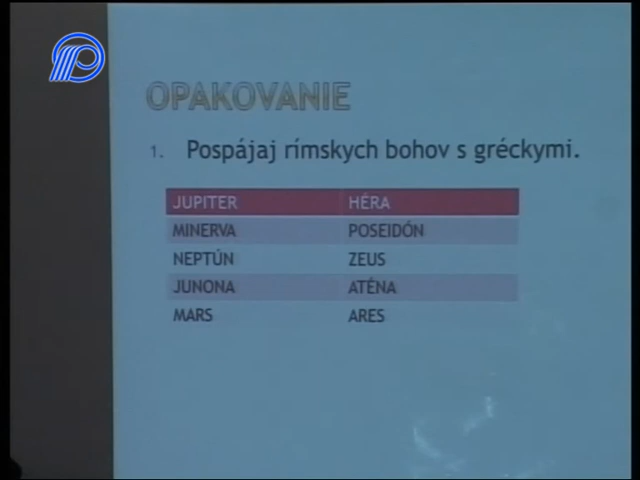 OPAKOVANIE
1. Pospájaj rímskych bohov s gréckymi.
JUPITER HÉRA
MINERVA POSEIDÓN
NEPTÚN ZEUS
JUNONA ATÉNA
MARS ARES